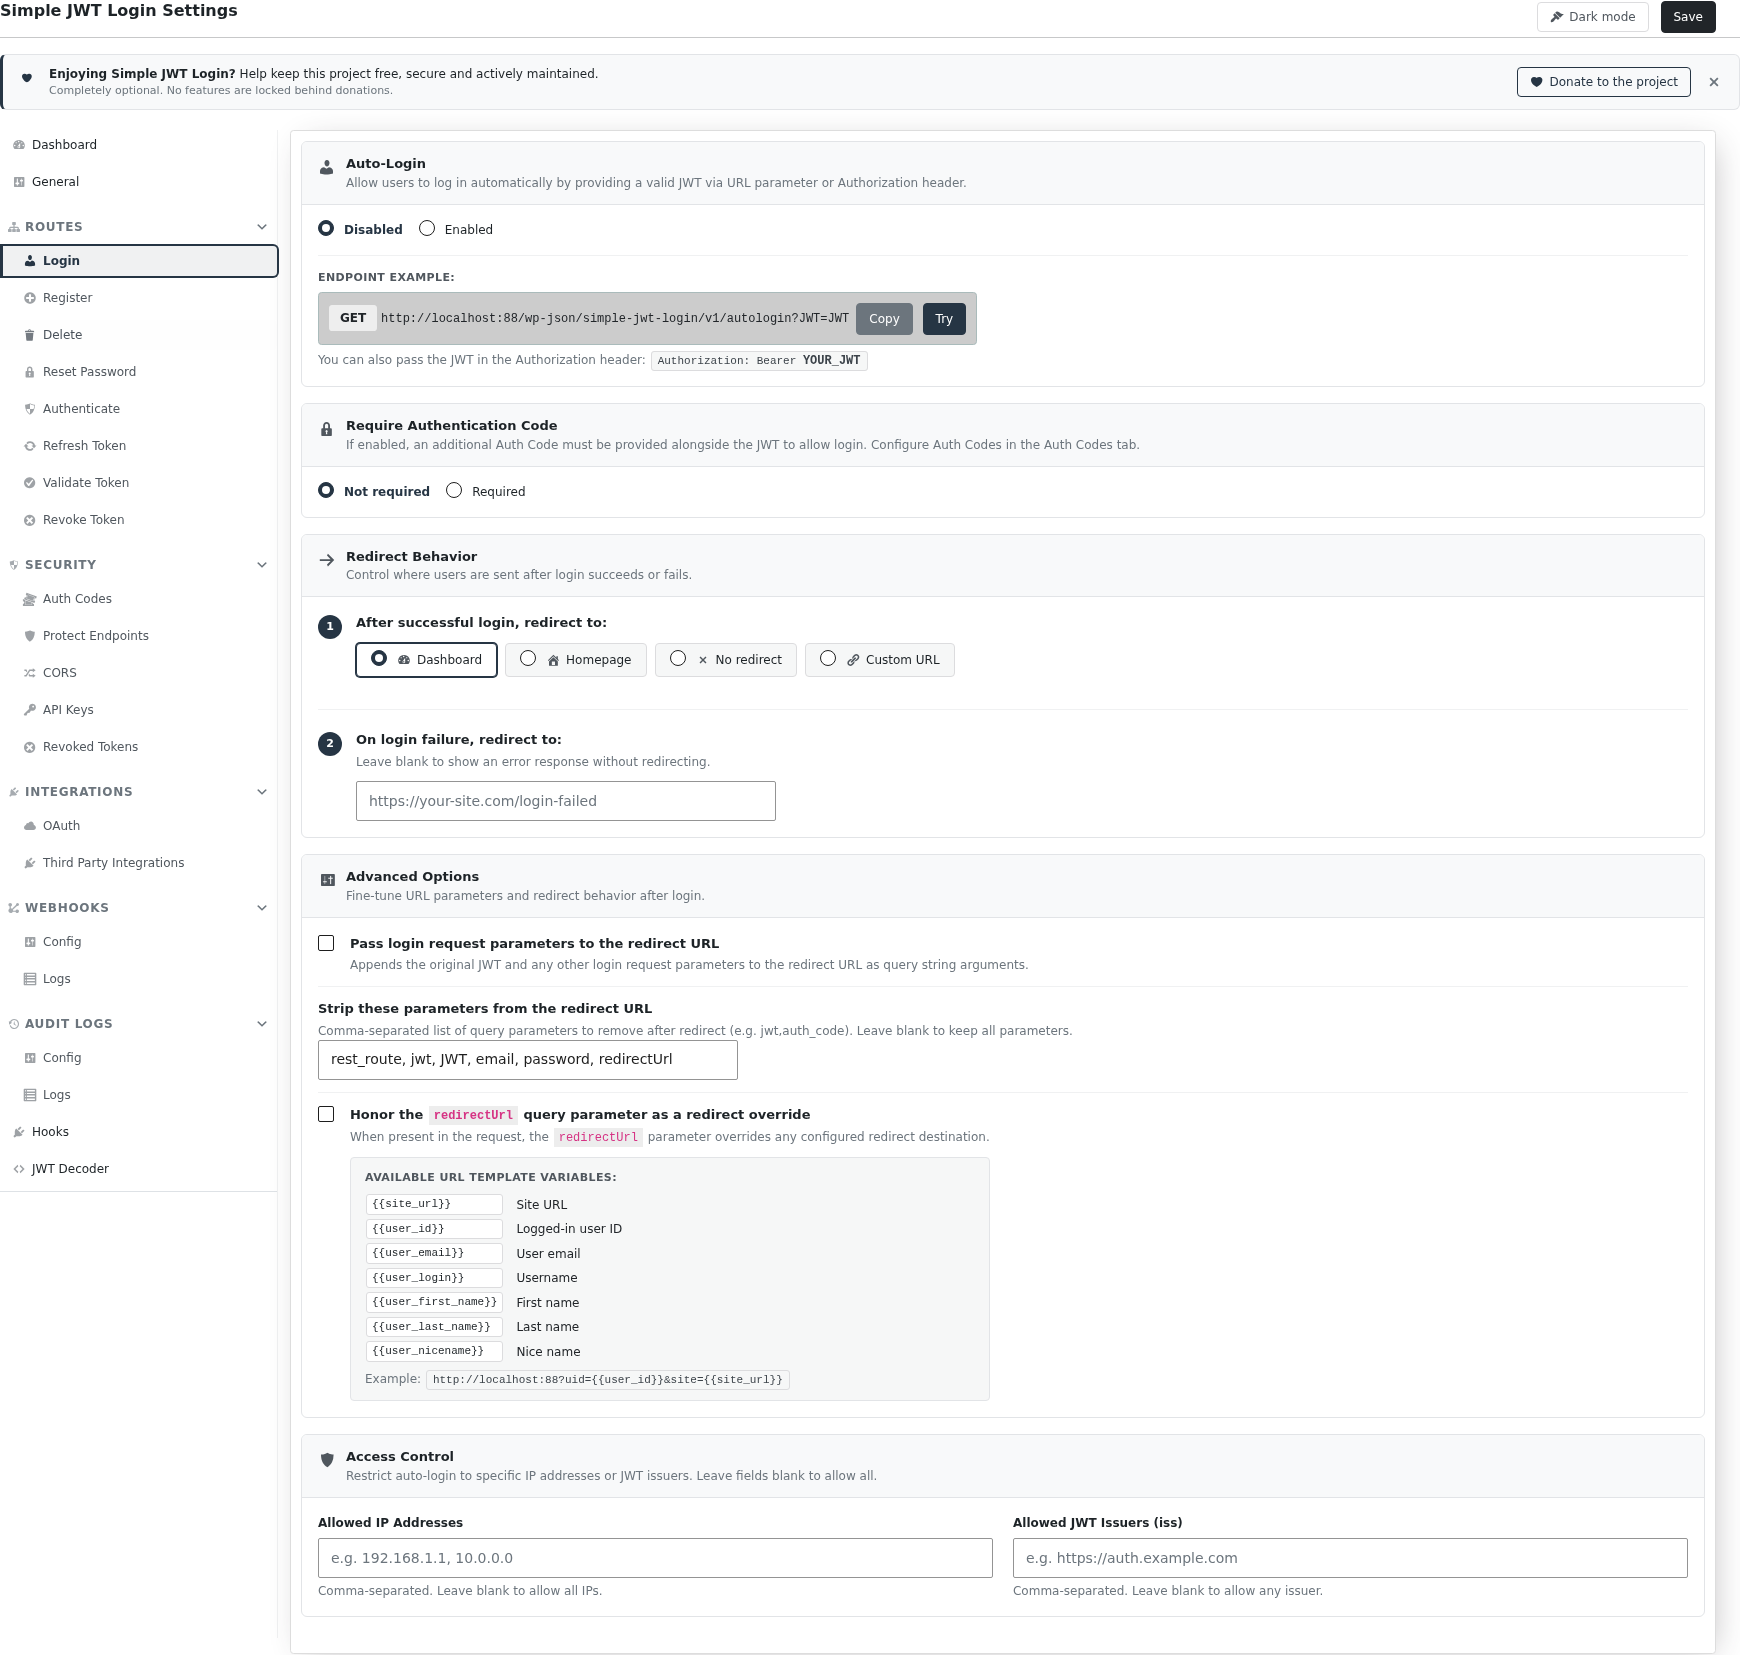 Simple JWT Login Settings
Dark mode
Save
Enjoying Simple JWT Login? Help keep this project free, secure and actively maintained.
Completely optional. No features are locked behind donations.
Donate to the project
Dashboard
General
ROUTES
Login
Register
Delete
Reset Password
Authenticate
Refresh Token
Validate Token
Revoke Token
SECURITY
Auth Codes
Protect Endpoints
CORS
API Keys
Revoked Tokens
INTEGRATIONS
OAuth
Third Party Integrations
WEBHOOKS
Config
Logs
AUDIT LOGS
Config
Logs
Hooks
JWT Decoder
Auto-Login
Allow users to log in automatically by providing a valid JWT via URL parameter or Authorization header.
Disabled Enabled
ENDPOINT EXAMPLE:
GET http://localhost:88/wp-json/simple-jwt-login/v1/autologin?JWT=JWT Copy Try
You can also pass the JWT in the Authorization header: Authorization: Bearer YOUR_JWT
Require Authentication Code
If enabled, an additional Auth Code must be provided alongside the JWT to allow login. Configure Auth Codes in the Auth Codes tab.
Not required Required
Redirect Behavior
Control where users are sent after login succeeds or fails.
1 After successful login, redirect to:
Dashboard Homepage No redirect Custom URL
2 On login failure, redirect to:
Leave blank to show an error response without redirecting.
https://your-site.com/login-failed
Advanced Options
Fine-tune URL parameters and redirect behavior after login.
Pass login request parameters to the redirect URL
Appends the original JWT and any other login request parameters to the redirect URL as query string arguments.
Strip these parameters from the redirect URL
Comma-separated list of query parameters to remove after redirect (e.g. jwt,auth_code). Leave blank to keep all parameters.
rest_route, jwt, JWT, email, password, redirectUrl
Honor the redirectUrl query parameter as a redirect override
When present in the request, the redirectUrl parameter overrides any configured redirect destination.
AVAILABLE URL TEMPLATE VARIABLES:
{{site_url}} Site URL
{{user_id}} Logged-in user ID
{{user_email}} User email
{{user_login}} Username
{{user_first_name}} First name
{{user_last_name}} Last name
{{user_nicename}} Nice name
Example: http://localhost:88?uid={{user_id}}&site={{site_url}}
Access Control
Restrict auto-login to specific IP addresses or JWT issuers. Leave fields blank to allow all.
Allowed IP Addresses
e.g. 192.168.1.1, 10.0.0.0
Comma-separated. Leave blank to allow all IPs.
Allowed JWT Issuers (iss)
e.g. https://auth.example.com
Comma-separated. Leave blank to allow any issuer.